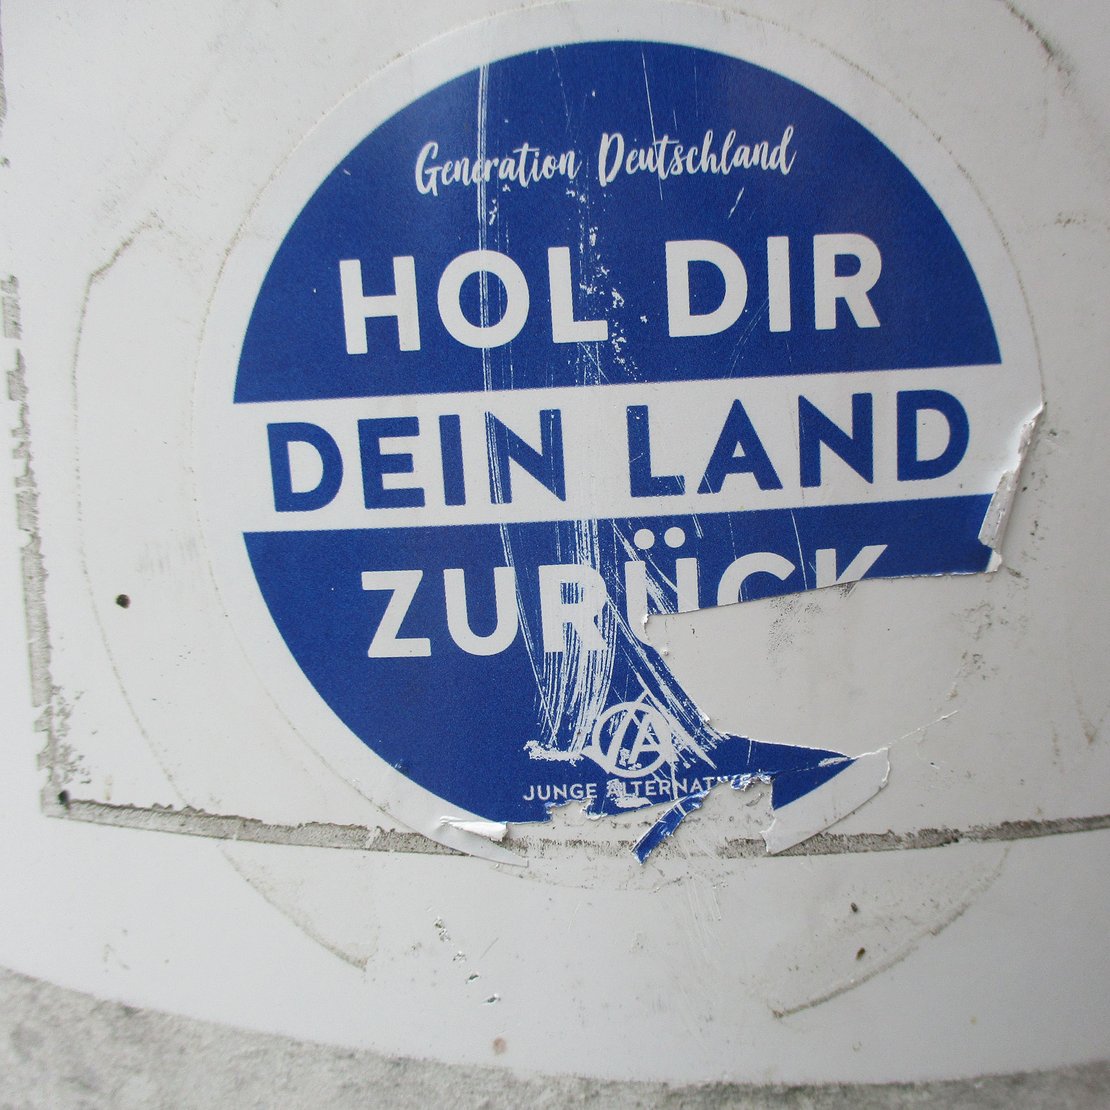 Generation Deutschland
HOL DIR
DEIN LAND
ZURÜCK
JUNGE ALTERNATIVE